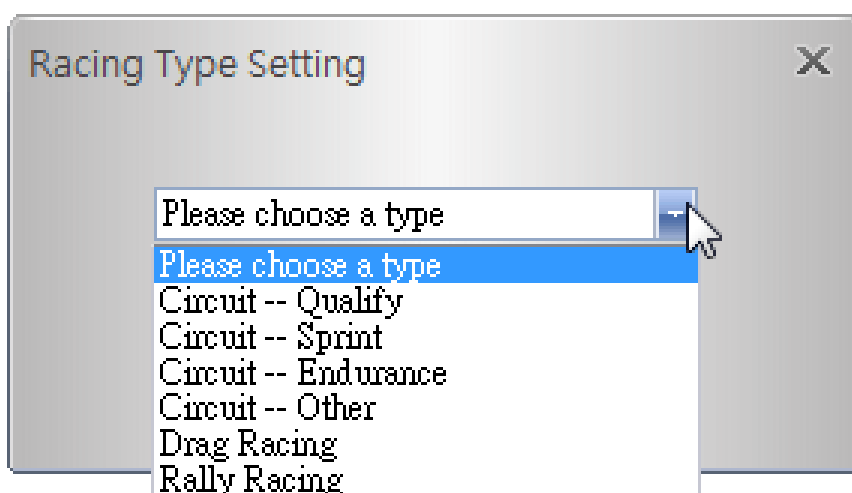 Racing Type Setting
Please choose a type
Please choose a type
Circuit -- Qualify
Circuit -- Sprint
Circuit -- Endurance
Circuit -- Other
Drag Racing
Rally Racing